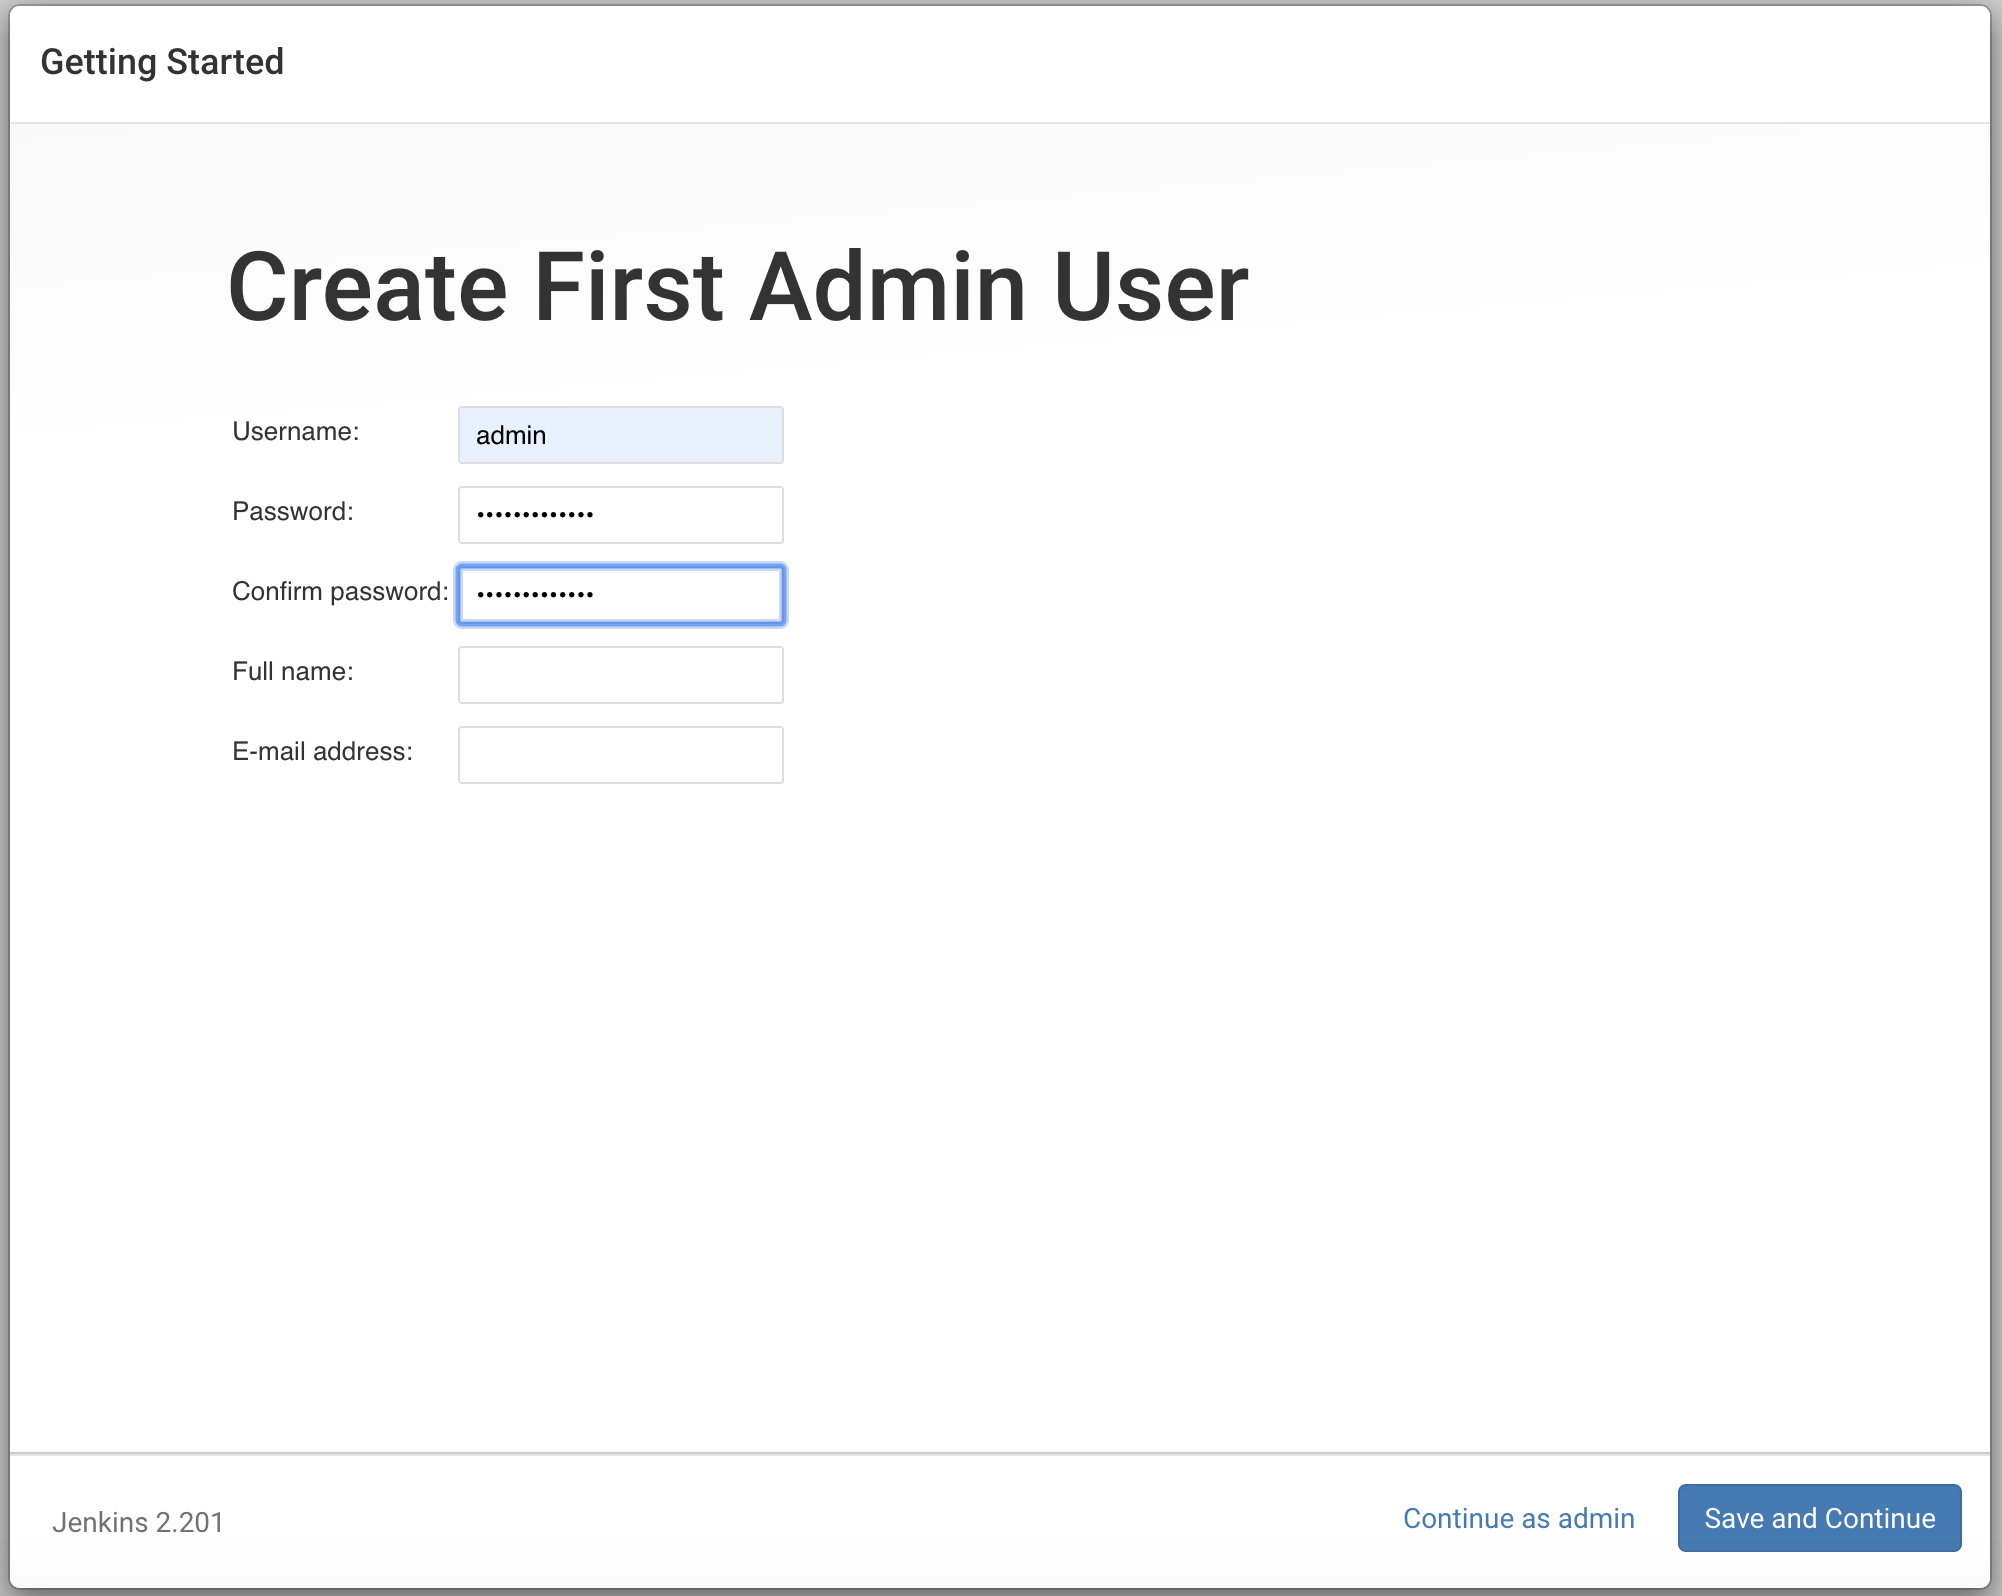 Getting Started
Create First Admin User
Username: admin
Password: •••••••••••••
Confirm password: •••••••••••••
Full name:
E-mail address:
Jenkins 2.201 Continue as admin Save and Continue